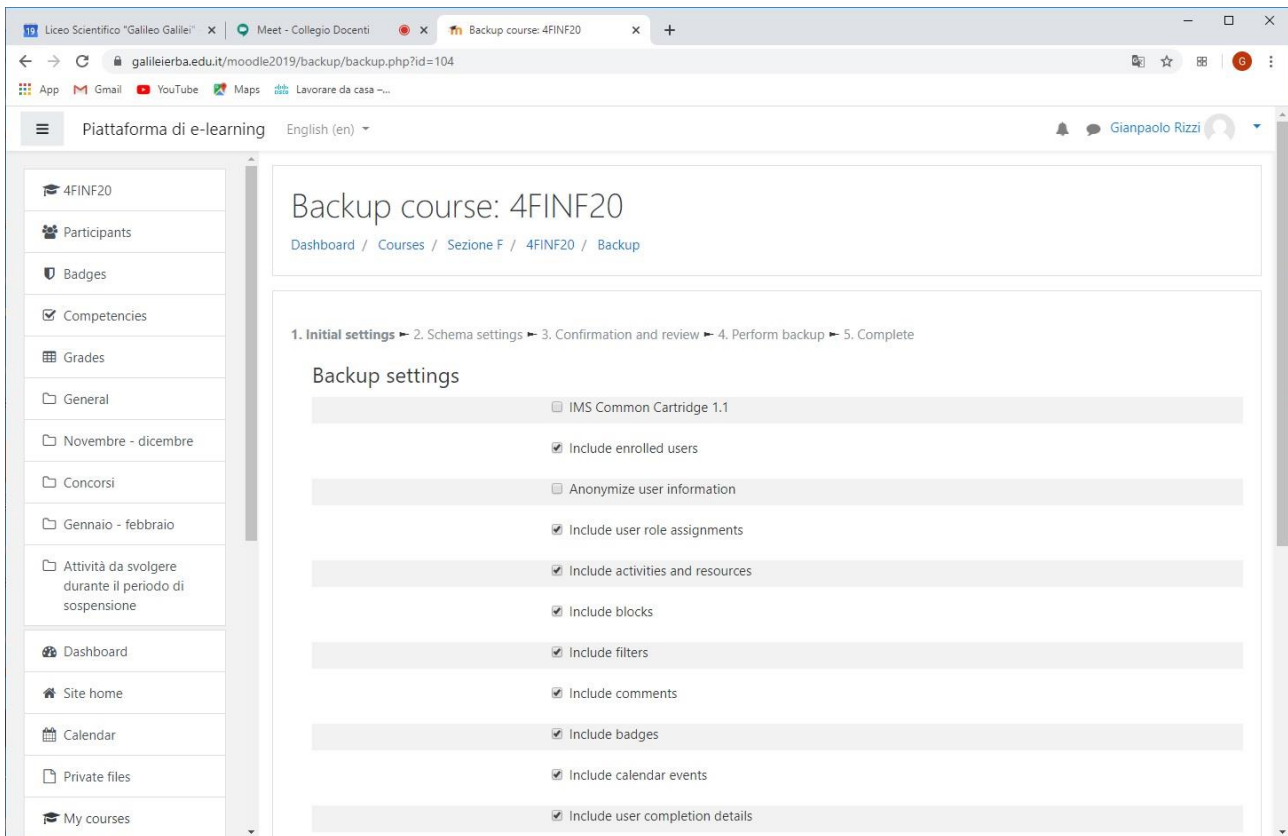 Liceo Scientifico "Galileo Galilei"
Meet - Collegio Docenti
Backup course: 4FINF20
galileierba.edu.it/moodle2019/backup/backup.php?id=104
G
App
Gmail
YouTube
Maps
Lavorare da casa –...
Piattaforma di e-learning
English (en)
Gianpaolo Rizzi
4FINF20
Participants
Badges
Competencies
Grades
General
Novembre - dicembre
Concorsi
Gennaio - febbraio
Attività da svolgere
durante il periodo di
sospensione
Dashboard
Site home
Calendar
Private files
My courses
Backup course: 4FINF20
Dashboard / Courses / Sezione F / 4FINF20 / Backup
1. Initial settings ► 2. Schema settings ► 3. Confirmation and review ► 4. Perform backup ► 5. Complete
Backup settings
IMS Common Cartridge 1.1
Include enrolled users
Anonymize user information
Include user role assignments
Include activities and resources
Include blocks
Include filters
Include comments
Include badges
Include calendar events
Include user completion details